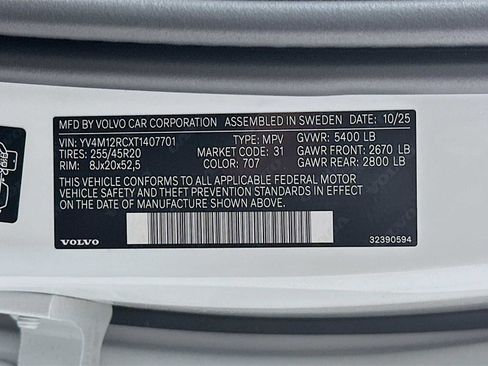 MFD BY VOLVO CAR CORPORATION ASSEMBLED IN SWEDEN DATE: 10/25
VIN: YV4M12RCXT1407701 TYPE: MPV GVWR: 5400 LB
TIRES: 255/45R20 MARKET CODE: 31 GAWR FRONT: 2670 LB
RIM: 8Jx20x52,5 COLOR: 707 GAWR REAR: 2800 LB
THIS VEHICLE CONFORMS TO ALL APPLICABLE FEDERAL MOTOR
VEHICLE SAFETY AND THEFT PREVENTION STANDARDS IN EFFECT
ON THE DATE OF MANUFACTURE SHOWN ABOVE.
VOLVO 32390594